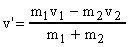 v' = (m₁v₁ − m₂v₂) / (m₁ + m₂)